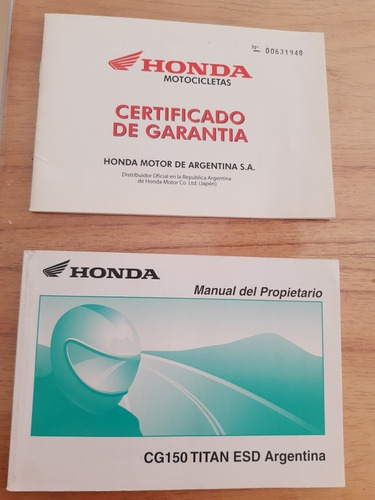 Nº 00631948
HONDA
MOTOCICLETAS
CERTIFICADO
DE GARANTIA
HONDA MOTOR DE ARGENTINA S.A.
Distribuidor Oficial en la República Argentina
de Honda Motor Co. Ltd. (Japón)
HONDA
Manual del Propietario
CG150 TITAN ESD Argentina